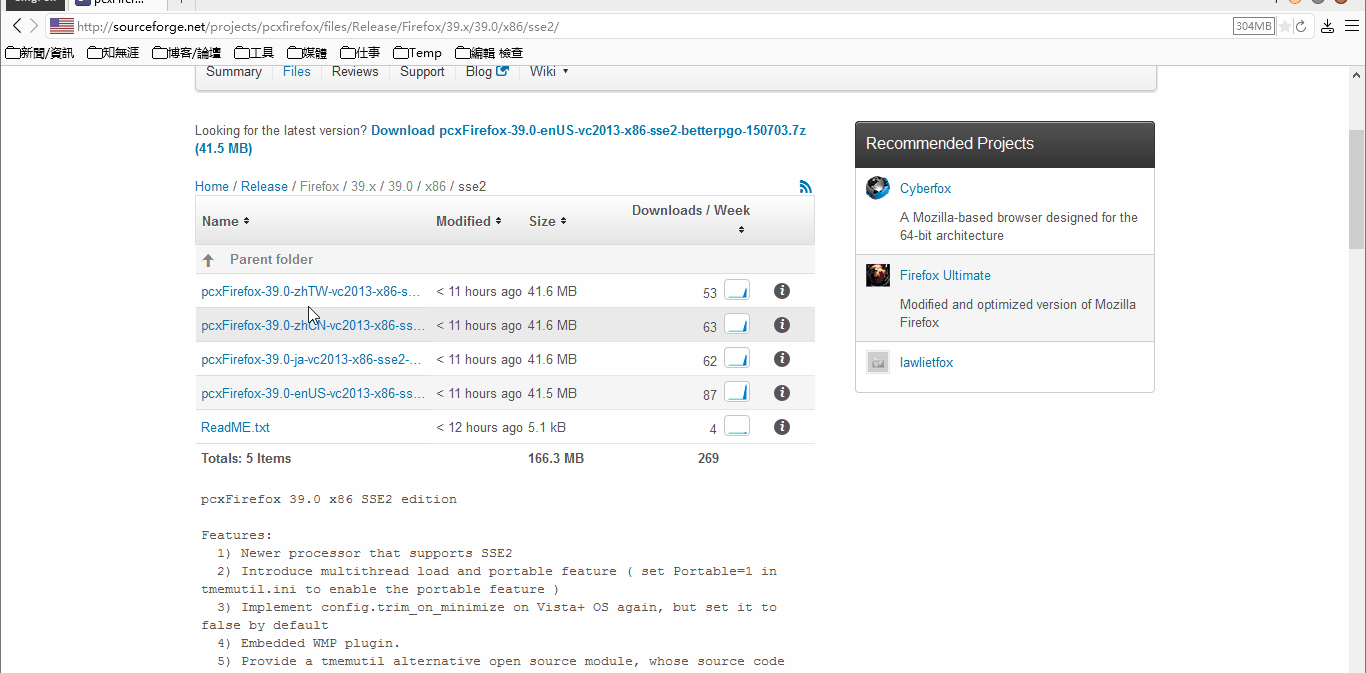 http://sourceforge.net/projects/pcxfirefox/files/Release/Firefox/39.x/39.0/x86/sse2/
304MB
新聞/資訊 知無涯 博客/論壇 工具 媒體 仕事 Temp 編輯 檢查
Summary Files Reviews Support Blog Wiki
Looking for the latest version? Download pcxFirefox-39.0-enUS-vc2013-x86-sse2-betterpgo-150703.7z
(41.5 MB)
Home / Release / Firefox / 39.x / 39.0 / x86 / sse2
Name Modified Size Downloads / Week
Parent folder
pcxFirefox-39.0-zhTW-vc2013-x86-s... < 11 hours ago 41.6 MB 53
pcxFirefox-39.0-zhCN-vc2013-x86-ss... < 11 hours ago 41.6 MB 63
pcxFirefox-39.0-ja-vc2013-x86-sse2-... < 11 hours ago 41.6 MB 62
pcxFirefox-39.0-enUS-vc2013-x86-ss... < 11 hours ago 41.5 MB 87
ReadME.txt < 12 hours ago 5.1 kB 4
Totals: 5 Items 166.3 MB 269
pcxFirefox 39.0 x86 SSE2 edition
Features:
1) Newer processor that supports SSE2
2) Introduce multithread load and portable feature ( set Portable=1 in
tmemutil.ini to enable the portable feature )
3) Implement config.trim_on_minimize on Vista+ OS again, but set it to
false by default
4) Embedded WMP plugin.
5) Provide a tmemutil alternative open source module, whose source code
Recommended Projects
Cyberfox
A Mozilla-based browser designed for the
64-bit architecture
Firefox Ultimate
Modified and optimized version of Mozilla
Firefox
lawlietfox